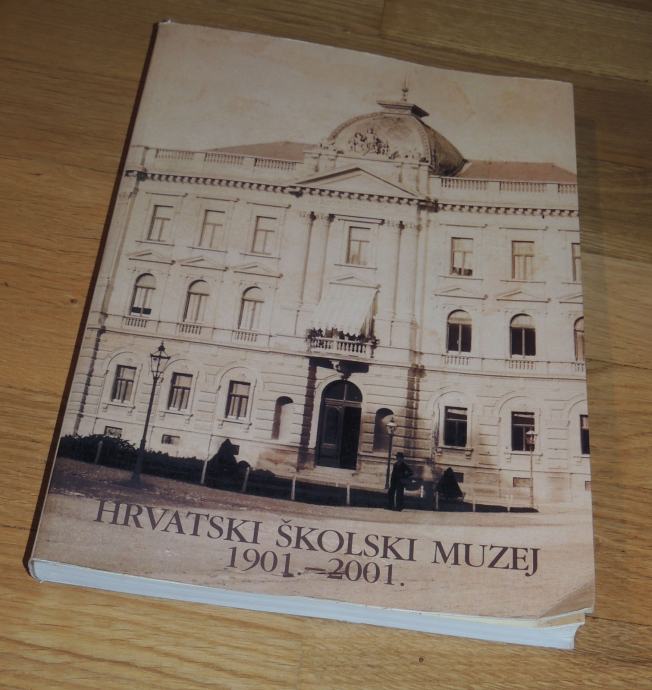 HRVATSKI ŠKOLSKI MUZEJ
1901.–2001.